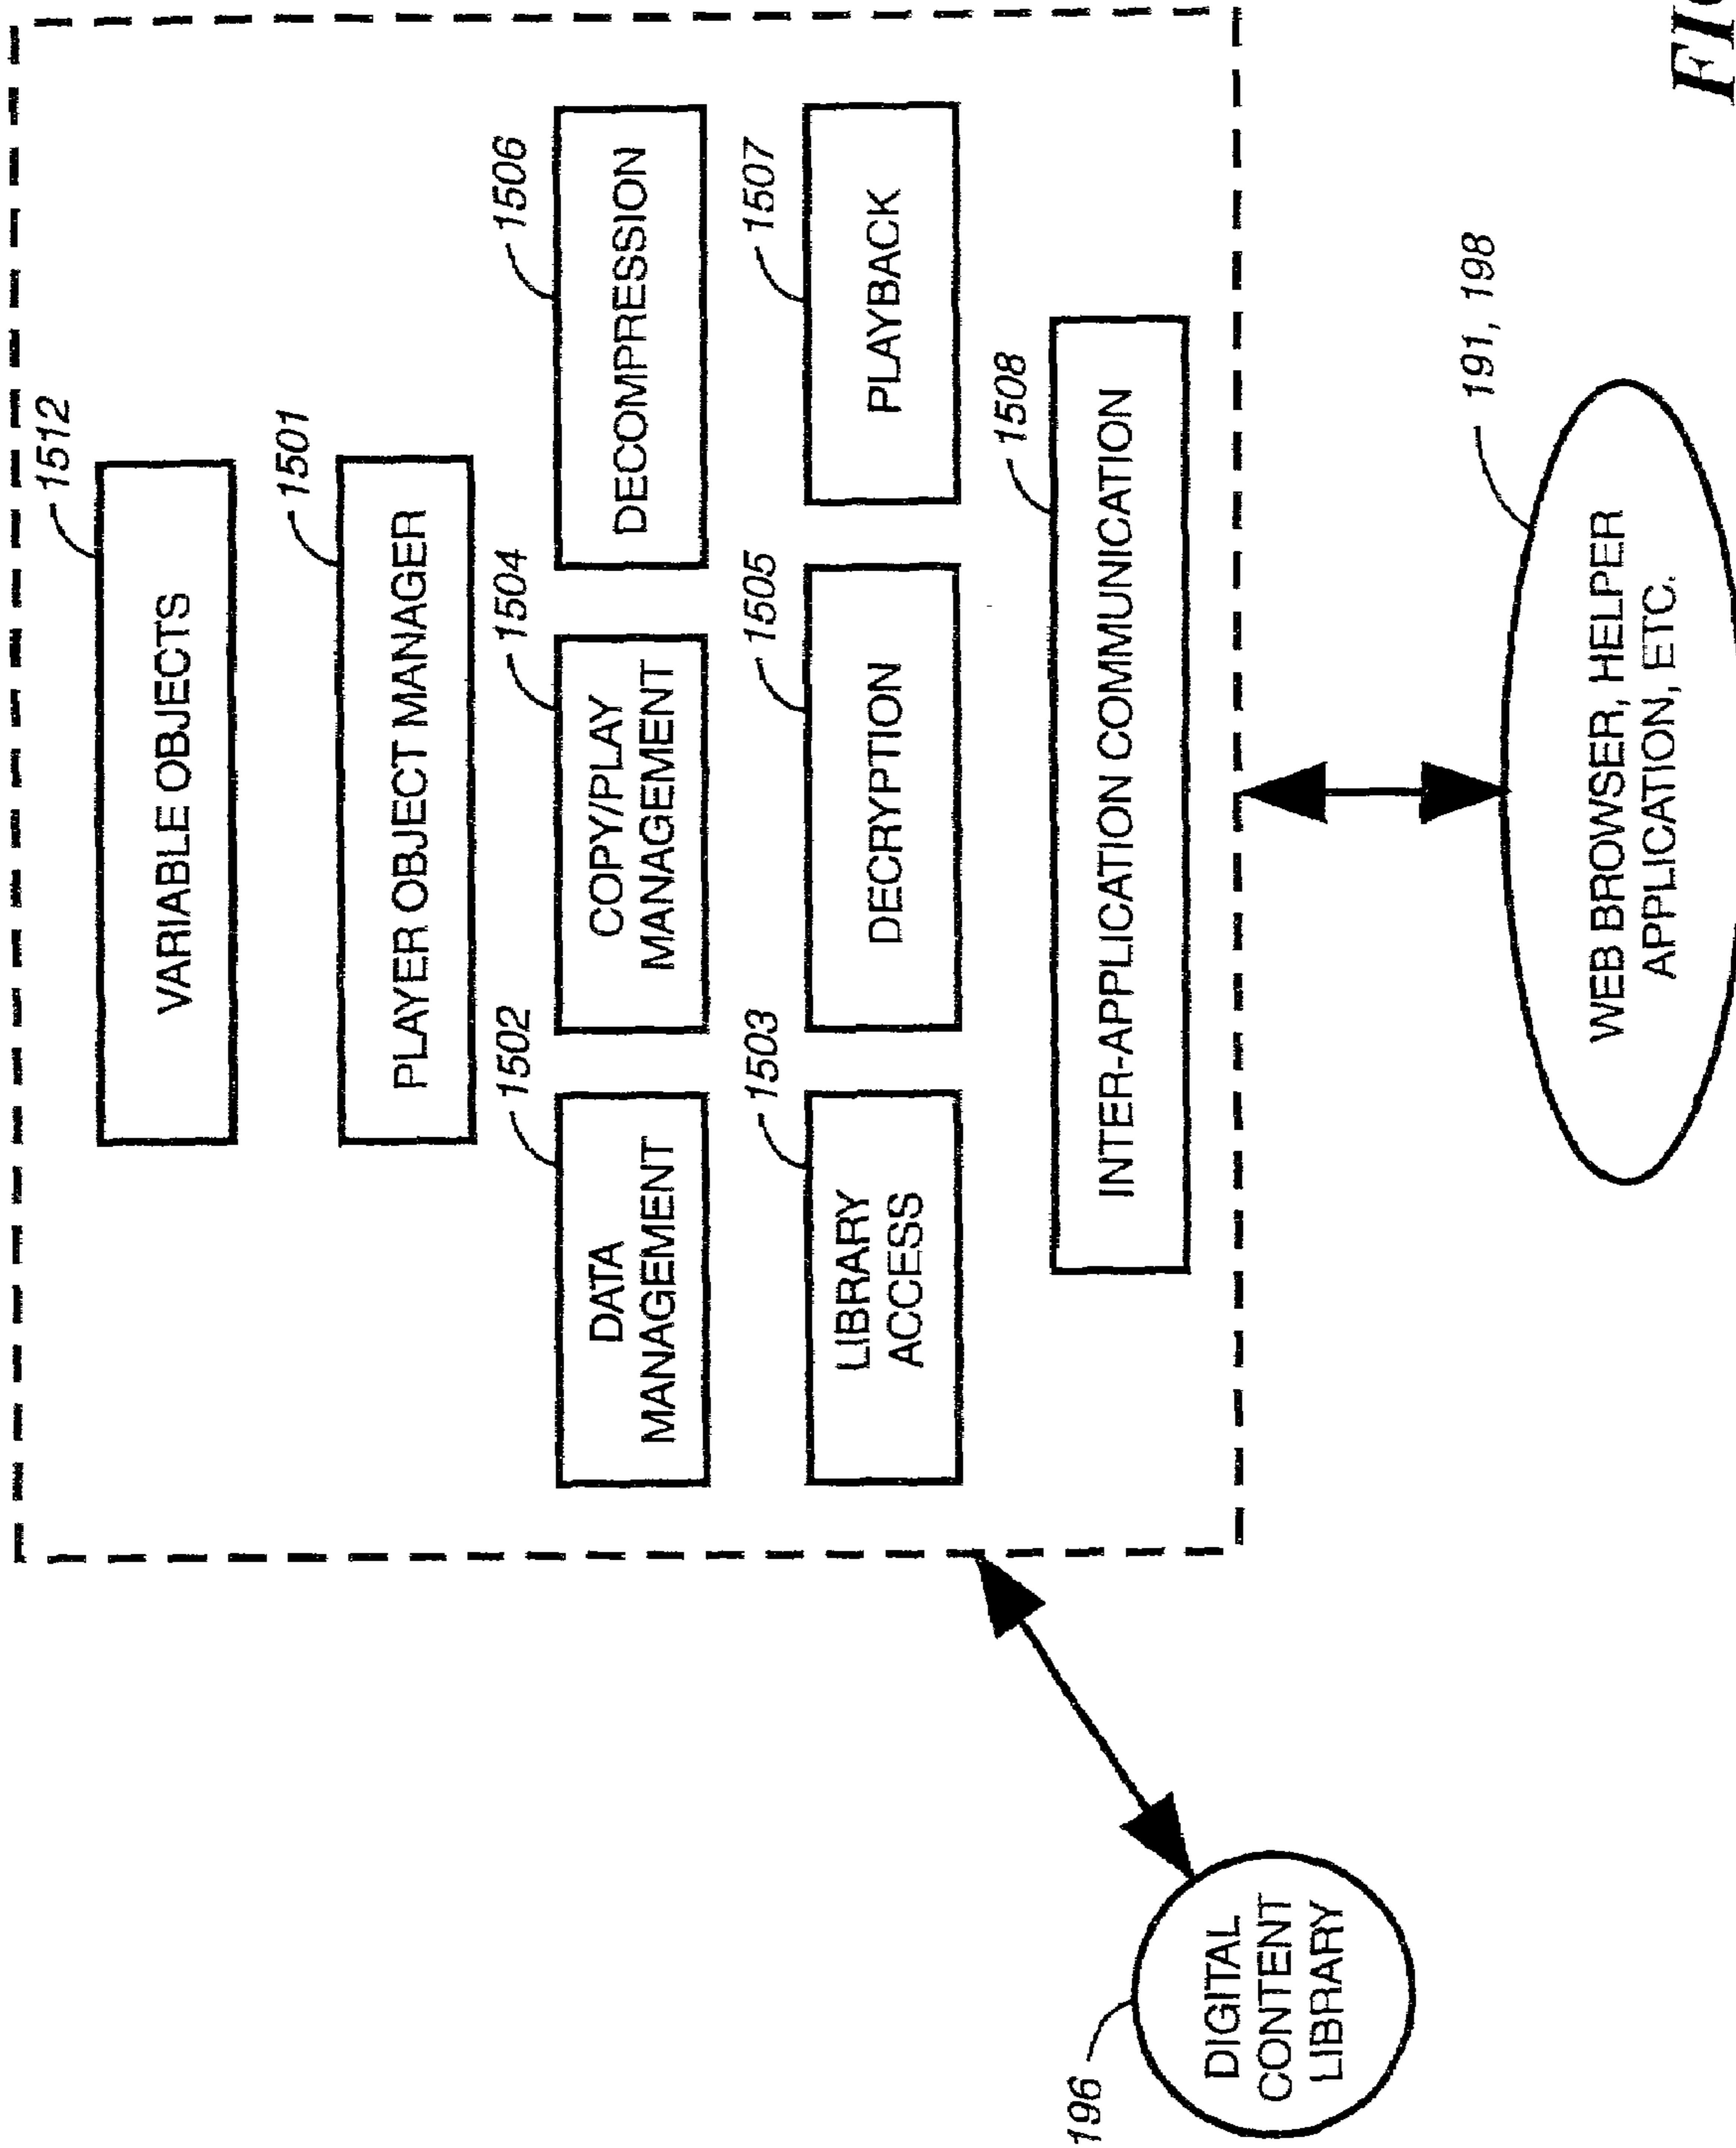 1512
VARIABLE OBJECTS
1501
PLAYER OBJECT MANAGER
1502
DATA
MANAGEMENT
1504
COPY/PLAY
MANAGEMENT
1506
DECOMPRESSION
1503
LIBRARY
ACCESS
1505
DECRYPTION
1507
PLAYBACK
1508
INTER-APPLICATION COMMUNICATION
196
DIGITAL
CONTENT
LIBRARY
191, 198
WEB BROWSER, HELPER
APPLICATION, ETC.